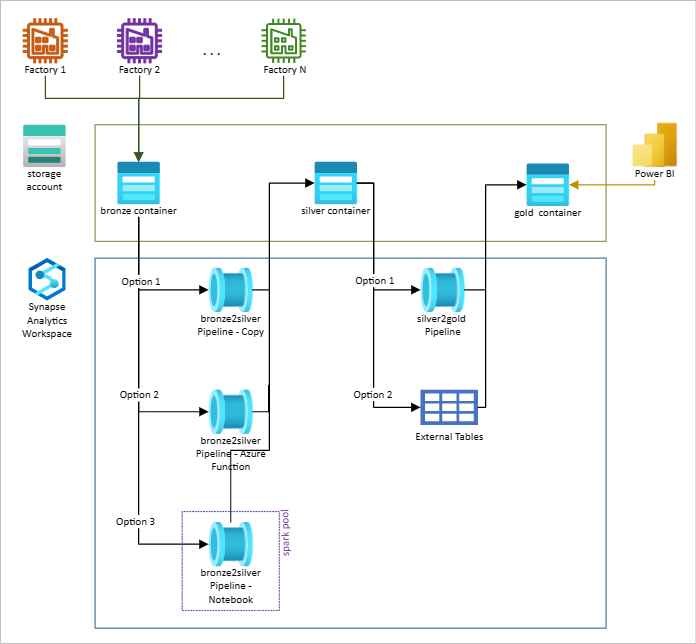 Factory 1
Factory 2
...
Factory N
storage
account
bronze container
silver container
gold container
Power BI
Synapse
Analytics
Workspace
Option 1
bronze2silver
Pipeline - Copy
Option 1
silver2gold
Pipeline
Option 2
bronze2silver
Pipeline - Azure
Function
Option 2
External Tables
Option 3
bronze2silver
Pipeline -
Notebook
spark pool